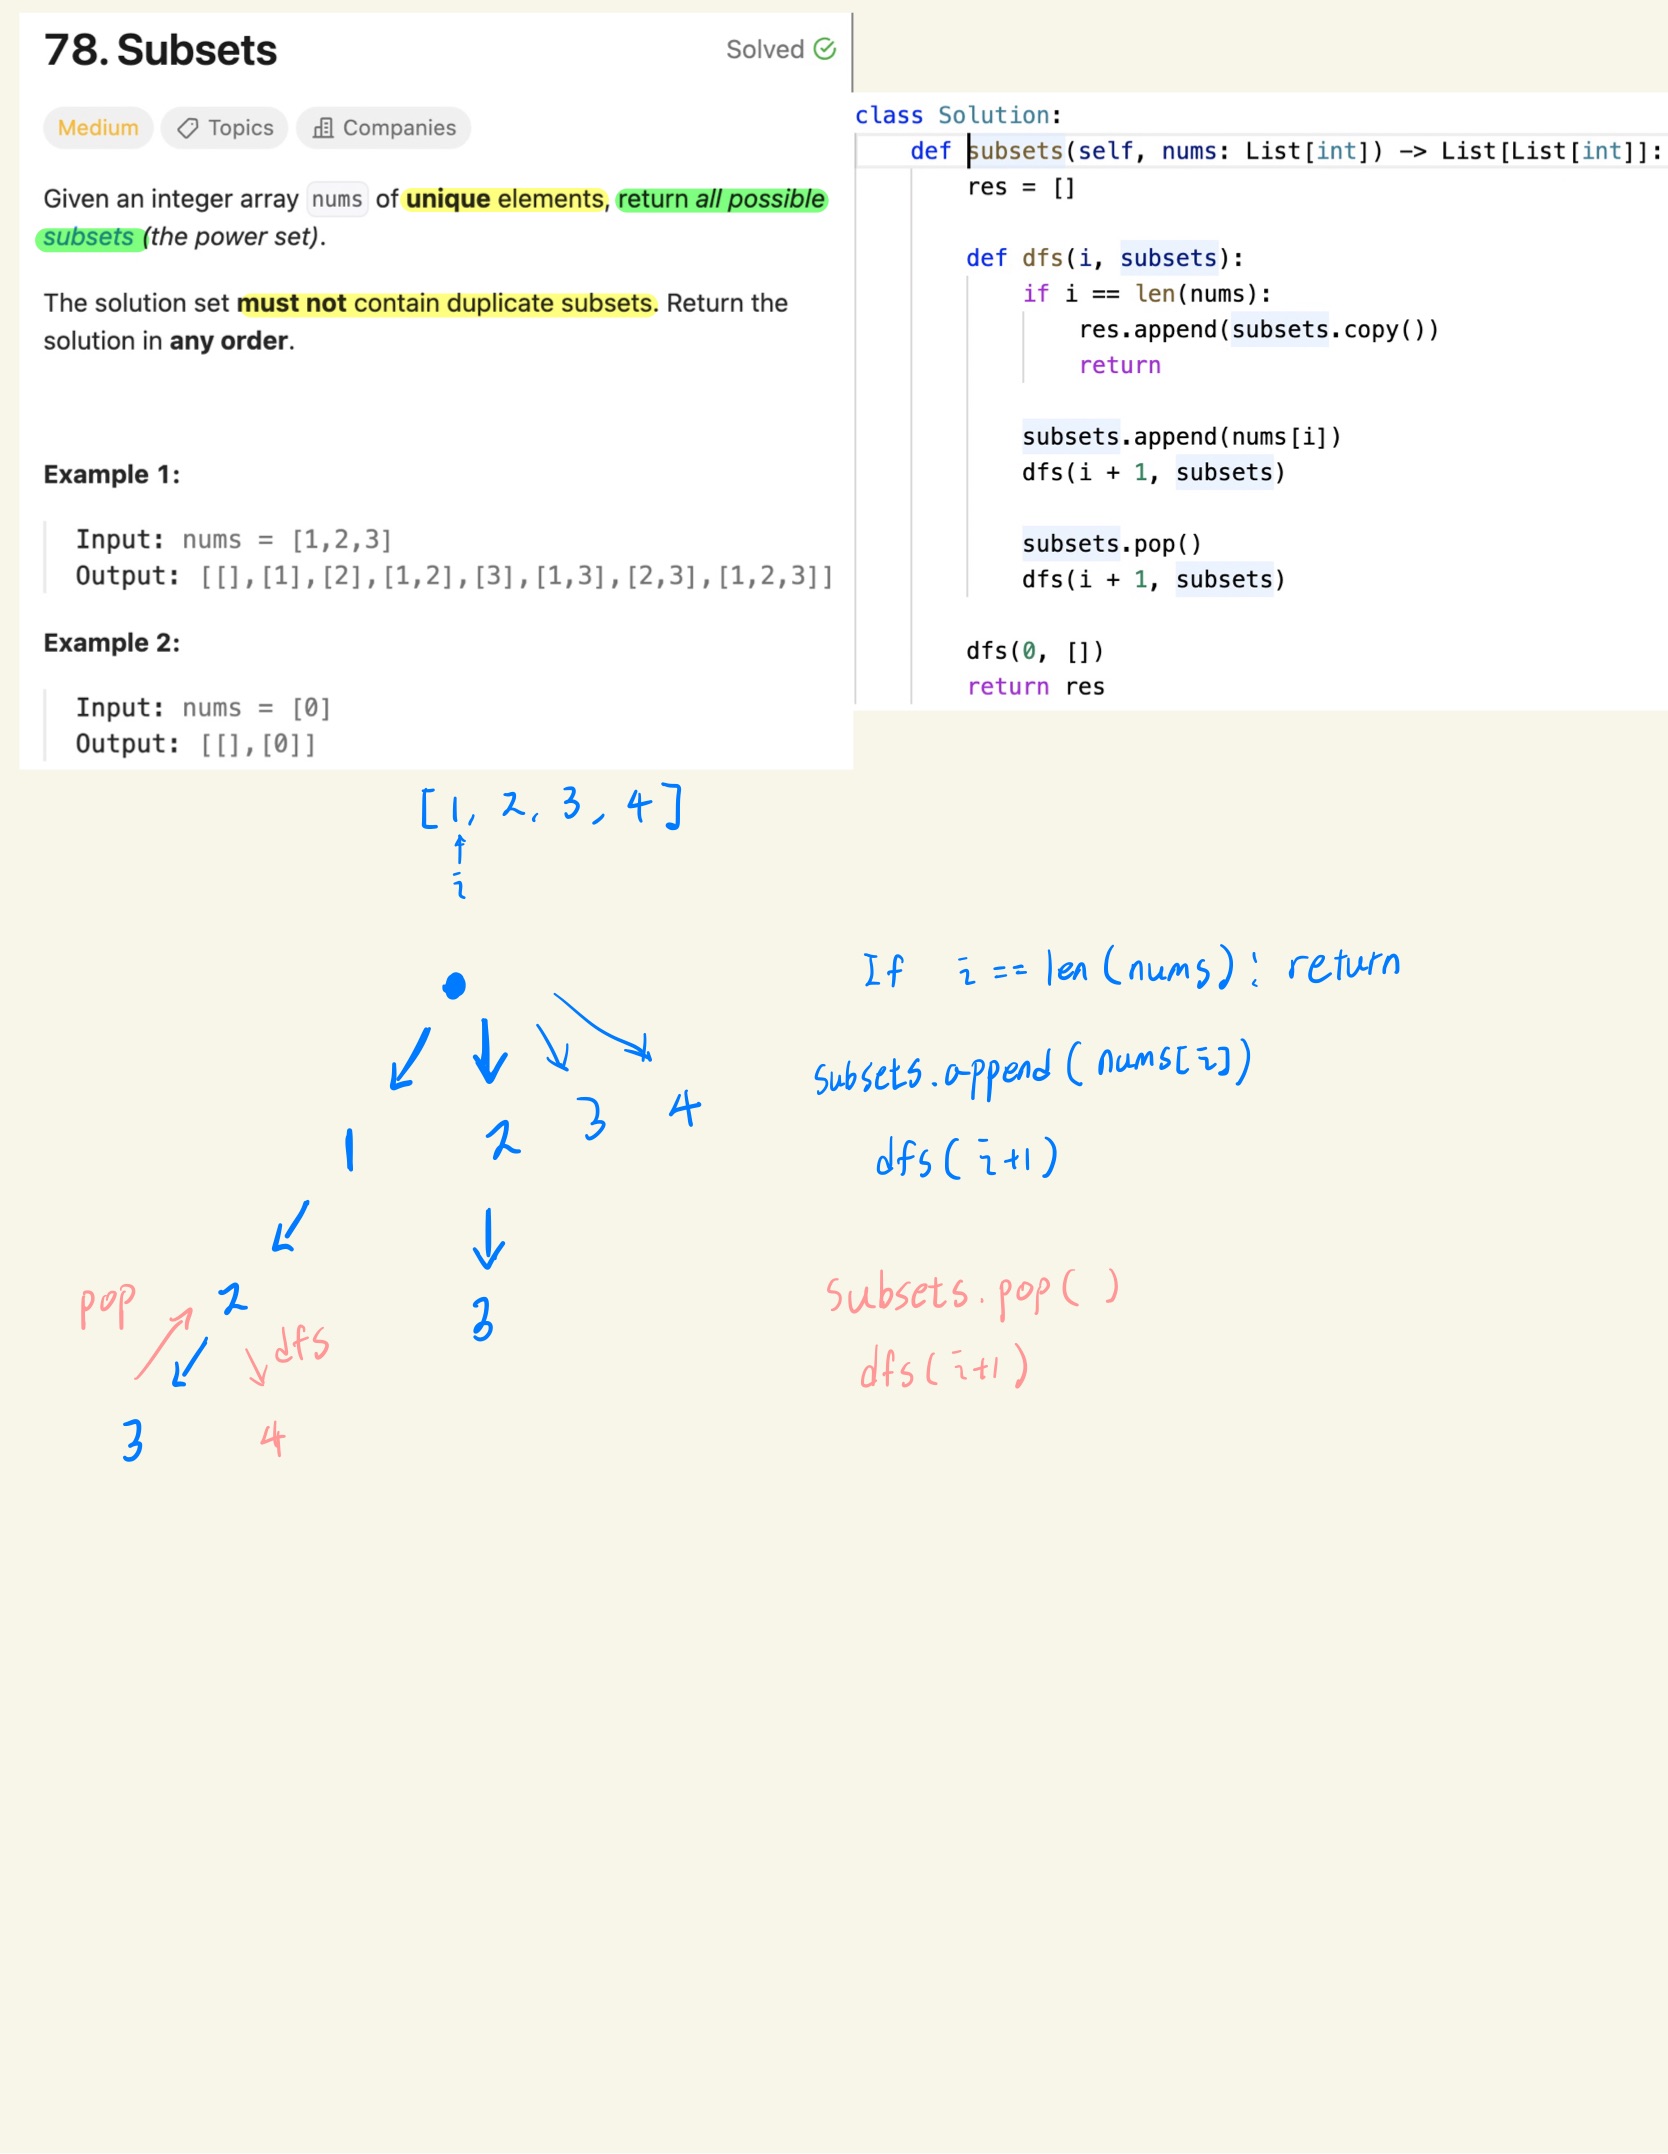 78. Subsets
Solved
Medium
Topics
Companies
Given an integer array nums of unique elements, return all possible
subsets (the power set).
The solution set must not contain duplicate subsets. Return the
solution in any order.
Example 1:
Input: nums = [1,2,3]
Output: [[],[1],[2],[1,2],[3],[1,3],[2,3],[1,2,3]]
Example 2:
Input: nums = [0]
Output: [[],[0]]
class Solution:
def subsets(self, nums: List[int]) -> List[List[int]]:
res = []
def dfs(i, subsets):
if i == len(nums):
res.append(subsets.copy())
return
subsets.append(nums[i])
dfs(i + 1, subsets)
subsets.pop()
dfs(i + 1, subsets)
dfs(0, [])
return res
[1, 2, 3, 4]
i
1 2 3 4
pop 2 dfs 3
3 4
If i == len(nums): return
subsets.append(nums[i])
dfs(i+1)
subsets.pop( )
dfs(i+1)